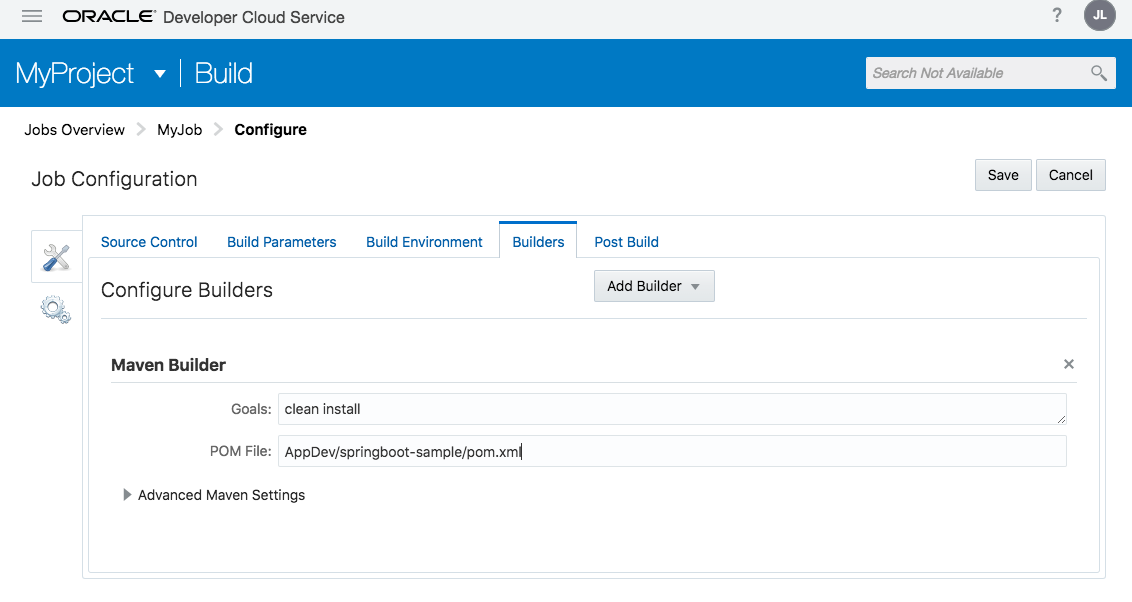 ORACLE® Developer Cloud Service ? JL
MyProject Build Search Not Available
Jobs Overview MyJob Configure
Job Configuration Save Cancel
Source Control Build Parameters Build Environment Builders Post Build
Configure Builders Add Builder
Maven Builder
Goals: clean install
POM File: AppDev/springboot-sample/pom.xml
Advanced Maven Settings